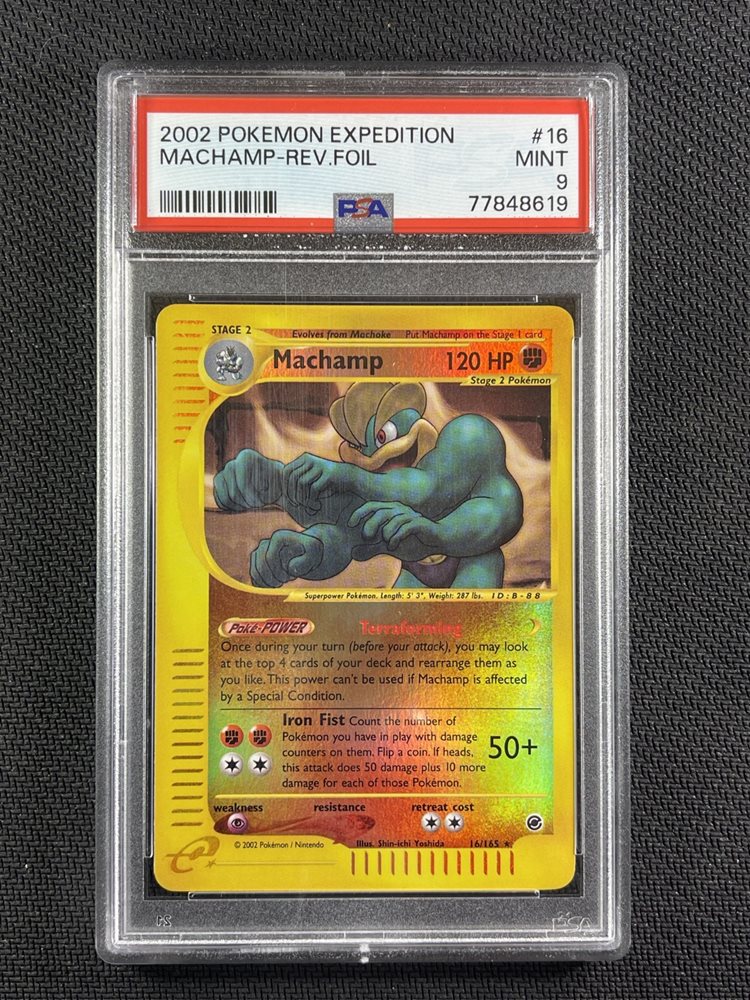 2002 POKEMON EXPEDITION #16
MACHAMP-REV.FOIL MINT
9
PSA 77848619
STAGE 2 Evolves from Machoke Put Machamp on the Stage 1 card
Machamp 120 HP
Stage 2 Pokémon
Superpower Pokémon. Length: 5' 3", Weight: 287 lbs. ID:B-88
Poké-POWER Terraforming
Once during your turn (before your attack), you may look
at the top 4 cards of your deck and rearrange them as
you like. This power can't be used if Machamp is affected
by a Special Condition.
Iron Fist Count the number of
Pokémon you have in play with damage
counters on them. Flip a coin. If heads, 50+
this attack does 50 damage plus 10 more
damage for each of those Pokémon.
weakness resistance retreat cost
© 2002 Pokémon / Nintendo Illus. Shin-ichi Yoshida 16/165 ★
PSA